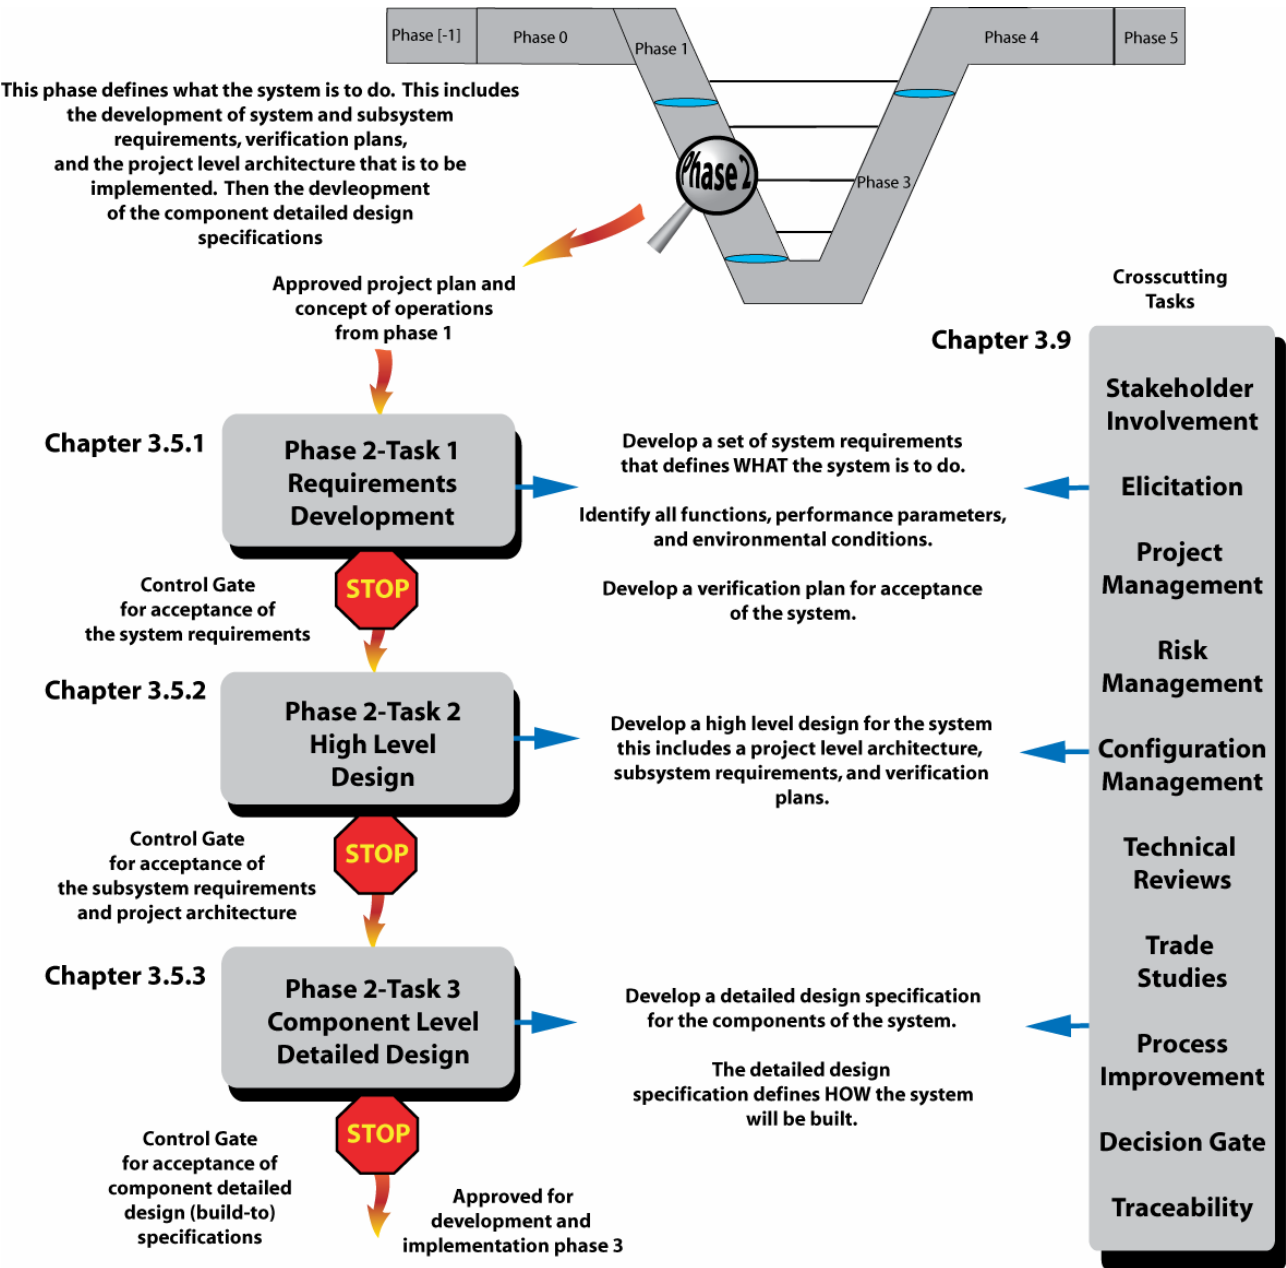 Phase [-1]
Phase 0
Phase 1
Phase 4
Phase 5
This phase defines what the system is to do. This includes
the development of system and subsystem
requirements, verification plans,
and the project level architecture that is to be
implemented. Then the devleopment
of the component detailed design
specifications
Phase 2
Phase 3
Approved project plan and
concept of operations
from phase 1
Crosscutting
Tasks
Chapter 3.9
Chapter 3.5.1
Phase 2-Task 1
Requirements
Development
Develop a set of system requirements
that defines WHAT the system is to do.
Identify all functions, performance parameters,
and environmental conditions.
Develop a verification plan for acceptance
of the system.
STOP
Control Gate
for acceptance of
the system requirements
Chapter 3.5.2
Phase 2-Task 2
High Level
Design
Develop a high level design for the system
this includes a project level architecture,
subsystem requirements, and verification
plans.
STOP
Control Gate
for acceptance of
the subsystem requirements
and project architecture
Chapter 3.5.3
Phase 2-Task 3
Component Level
Detailed Design
Develop a detailed design specification
for the components of the system.
The detailed design
specification defines HOW the system
will be built.
STOP
Control Gate
for acceptance of
component detailed
design (build-to)
specifications
Approved for
development and
implementation phase 3
Stakeholder
Involvement
Elicitation
Project
Management
Risk
Management
Configuration
Management
Technical
Reviews
Trade
Studies
Process
Improvement
Decision Gate
Traceability